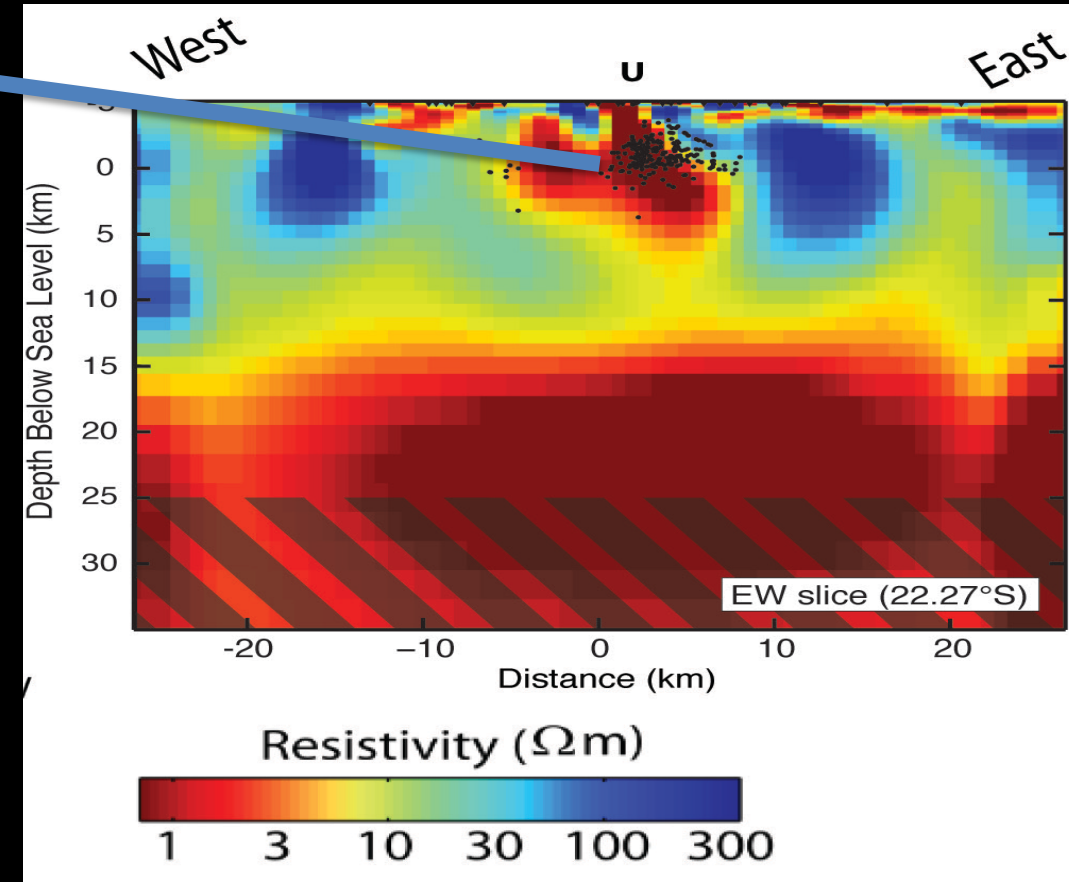 West
U
East
Depth Below Sea Level (km)
0
5
10
15
20
25
30
EW slice (22.27°S)
-20
−10
0
10
20
Distance (km)
Resistivity (Ωm)
1 3 10 30 100 300